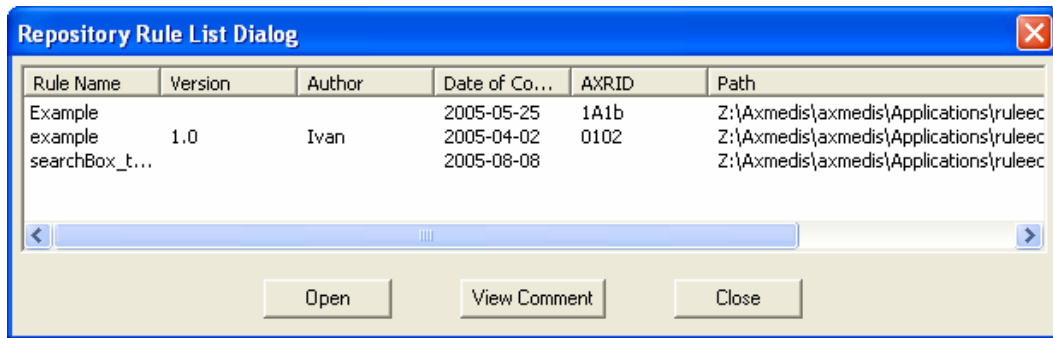 Repository Rule List Dialog
Rule Name Version Author Date of Co... AXRID Path
Example 2005-05-25 1A1b Z:\Axmedis\axmedis\Applications\ruleec
example 1.0 Ivan 2005-04-02 0102 Z:\Axmedis\axmedis\Applications\ruleec
searchBox_t... 2005-08-08 Z:\Axmedis\axmedis\Applications\ruleec
Open View Comment Close